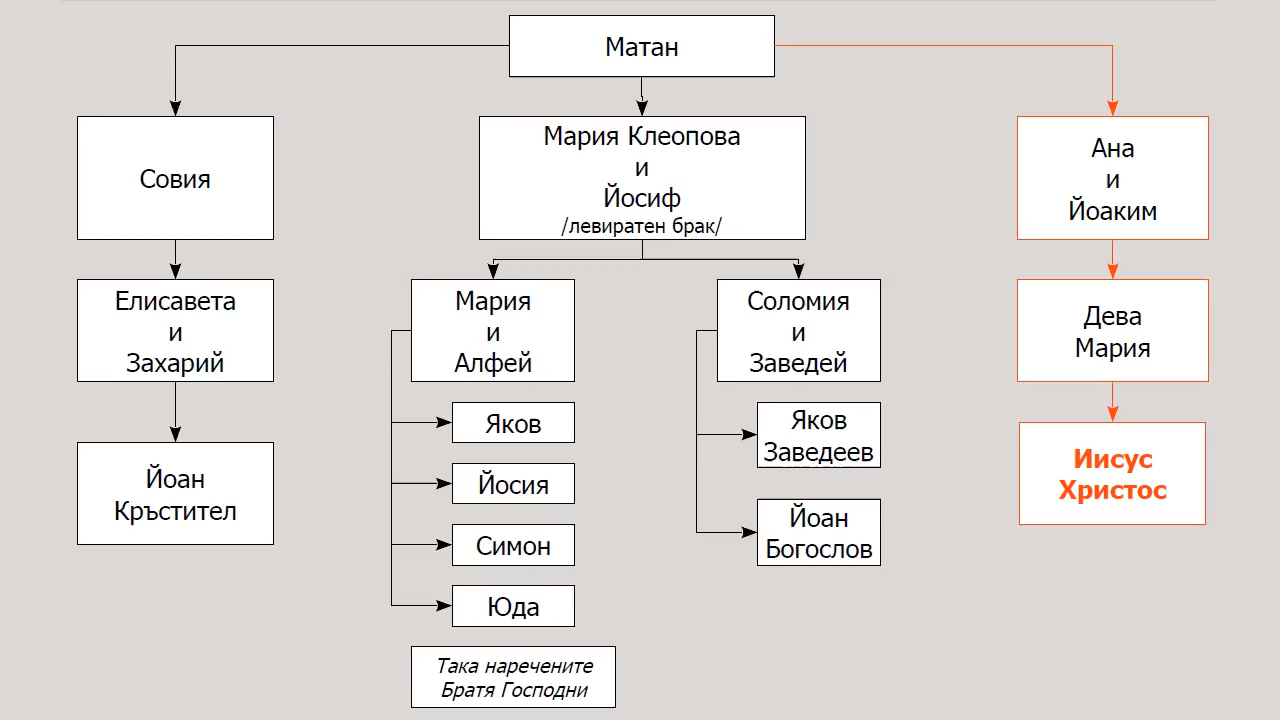 Матан
Совия
Мария Клеопова
и
Йосиф
/левиратен брак/
Ана
и
Йоаким
Елисавета
и
Захарий
Мария
и
Алфей
Соломия
и
Заведей
Дева
Мария
Йоан
Кръстител
Яков
Йосия
Симон
Юда
Яков
Заведеев
Йоан
Богослов
Иисус
Христос
Така наречените
Братя Господни